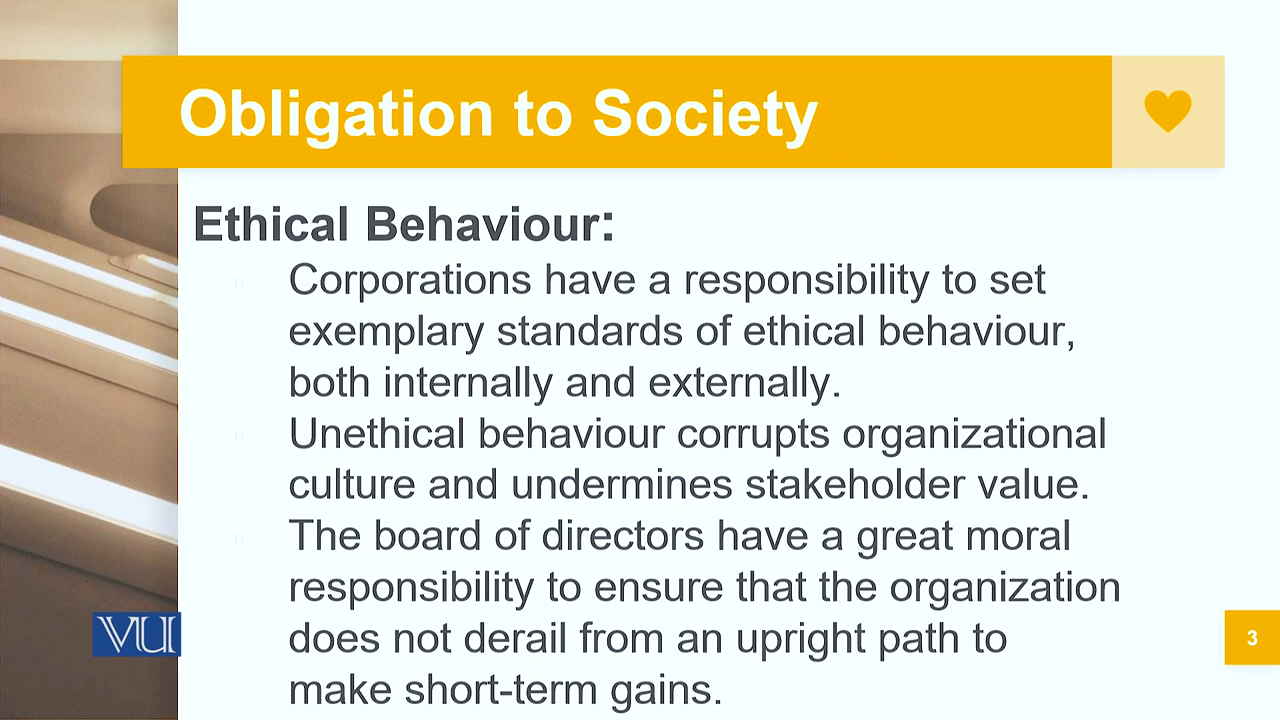 Obligation to Society
Ethical Behaviour:
Corporations have a responsibility to set
exemplary standards of ethical behaviour,
both internally and externally.
Unethical behaviour corrupts organizational
culture and undermines stakeholder value.
The board of directors have a great moral
responsibility to ensure that the organization
does not derail from an upright path to
make short-term gains.
VU
3